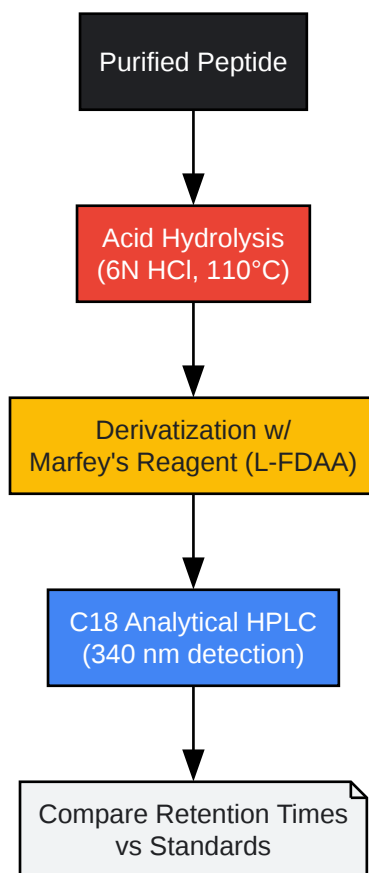 Purified Peptide
Acid Hydrolysis
(6N HCl, 110°C)
Derivatization w/
Marfey's Reagent (L-FDAA)
C18 Analytical HPLC
(340 nm detection)
Compare Retention Times
vs Standards